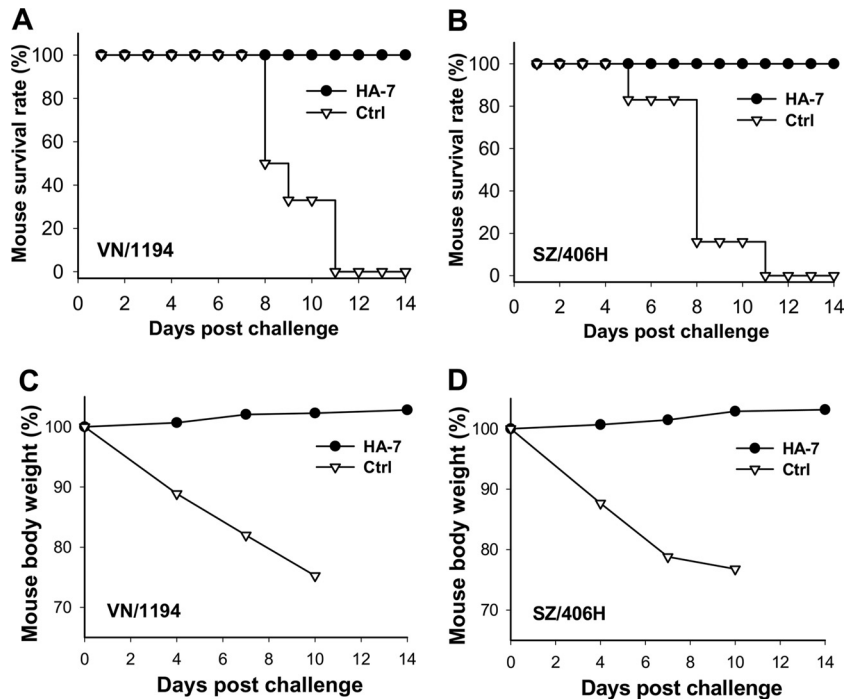 A
Mouse survival rate (%)
100
80
60
40
20
0
HA-7
Ctrl
VN/1194
0 2 4 6 8 10 12 14
Days post challenge
B
Mouse survival rate (%)
100
80
60
40
20
0
HA-7
Ctrl
SZ/406H
0 2 4 6 8 10 12 14
Days post challenge
C
Mouse body weight (%)
100
90
80
70
HA-7
Ctrl
VN/1194
0 2 4 6 8 10 12 14
Days post challenge
D
Mouse body weight (%)
100
90
80
70
HA-7
Ctrl
SZ/406H
0 2 4 6 8 10 12 14
Days post challenge